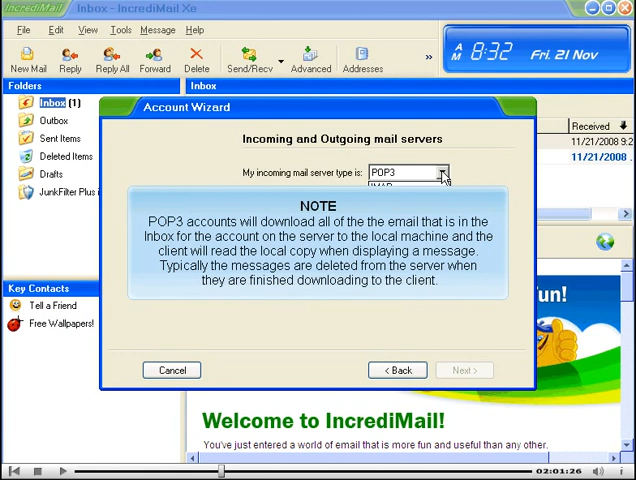 IncrediMail
Inbox - IncrediMail Xe
File Edit View Tools Message Help
New Mail Reply Reply All Forward Delete Send/Recv Advanced Addresses »
AM 8:32 Fri. 21 Nov
Folders
Inbox
Inbox (1)
Outbox
Sent Items
Deleted Items
Drafts
JunkFilter Plus
Received
11/21/2008 9:2
11/21/2008
Account Wizard
Incoming and Outgoing mail servers
My incoming mail server type is: POP3
IMAP
NOTE
POP3 accounts will download all of the the email that is in the
Inbox for the account on the server to the local machine and the
client will read the local copy when displaying a message.
Typically the messages are deleted from the server when
they are finished downloading to the client.
Cancel < Back Next >
Key Contacts
Tell a Friend
Free Wallpapers!
un!
Welcome to IncrediMail!
You've just entered a world of email that is more fun and useful than any other.
02:01:26